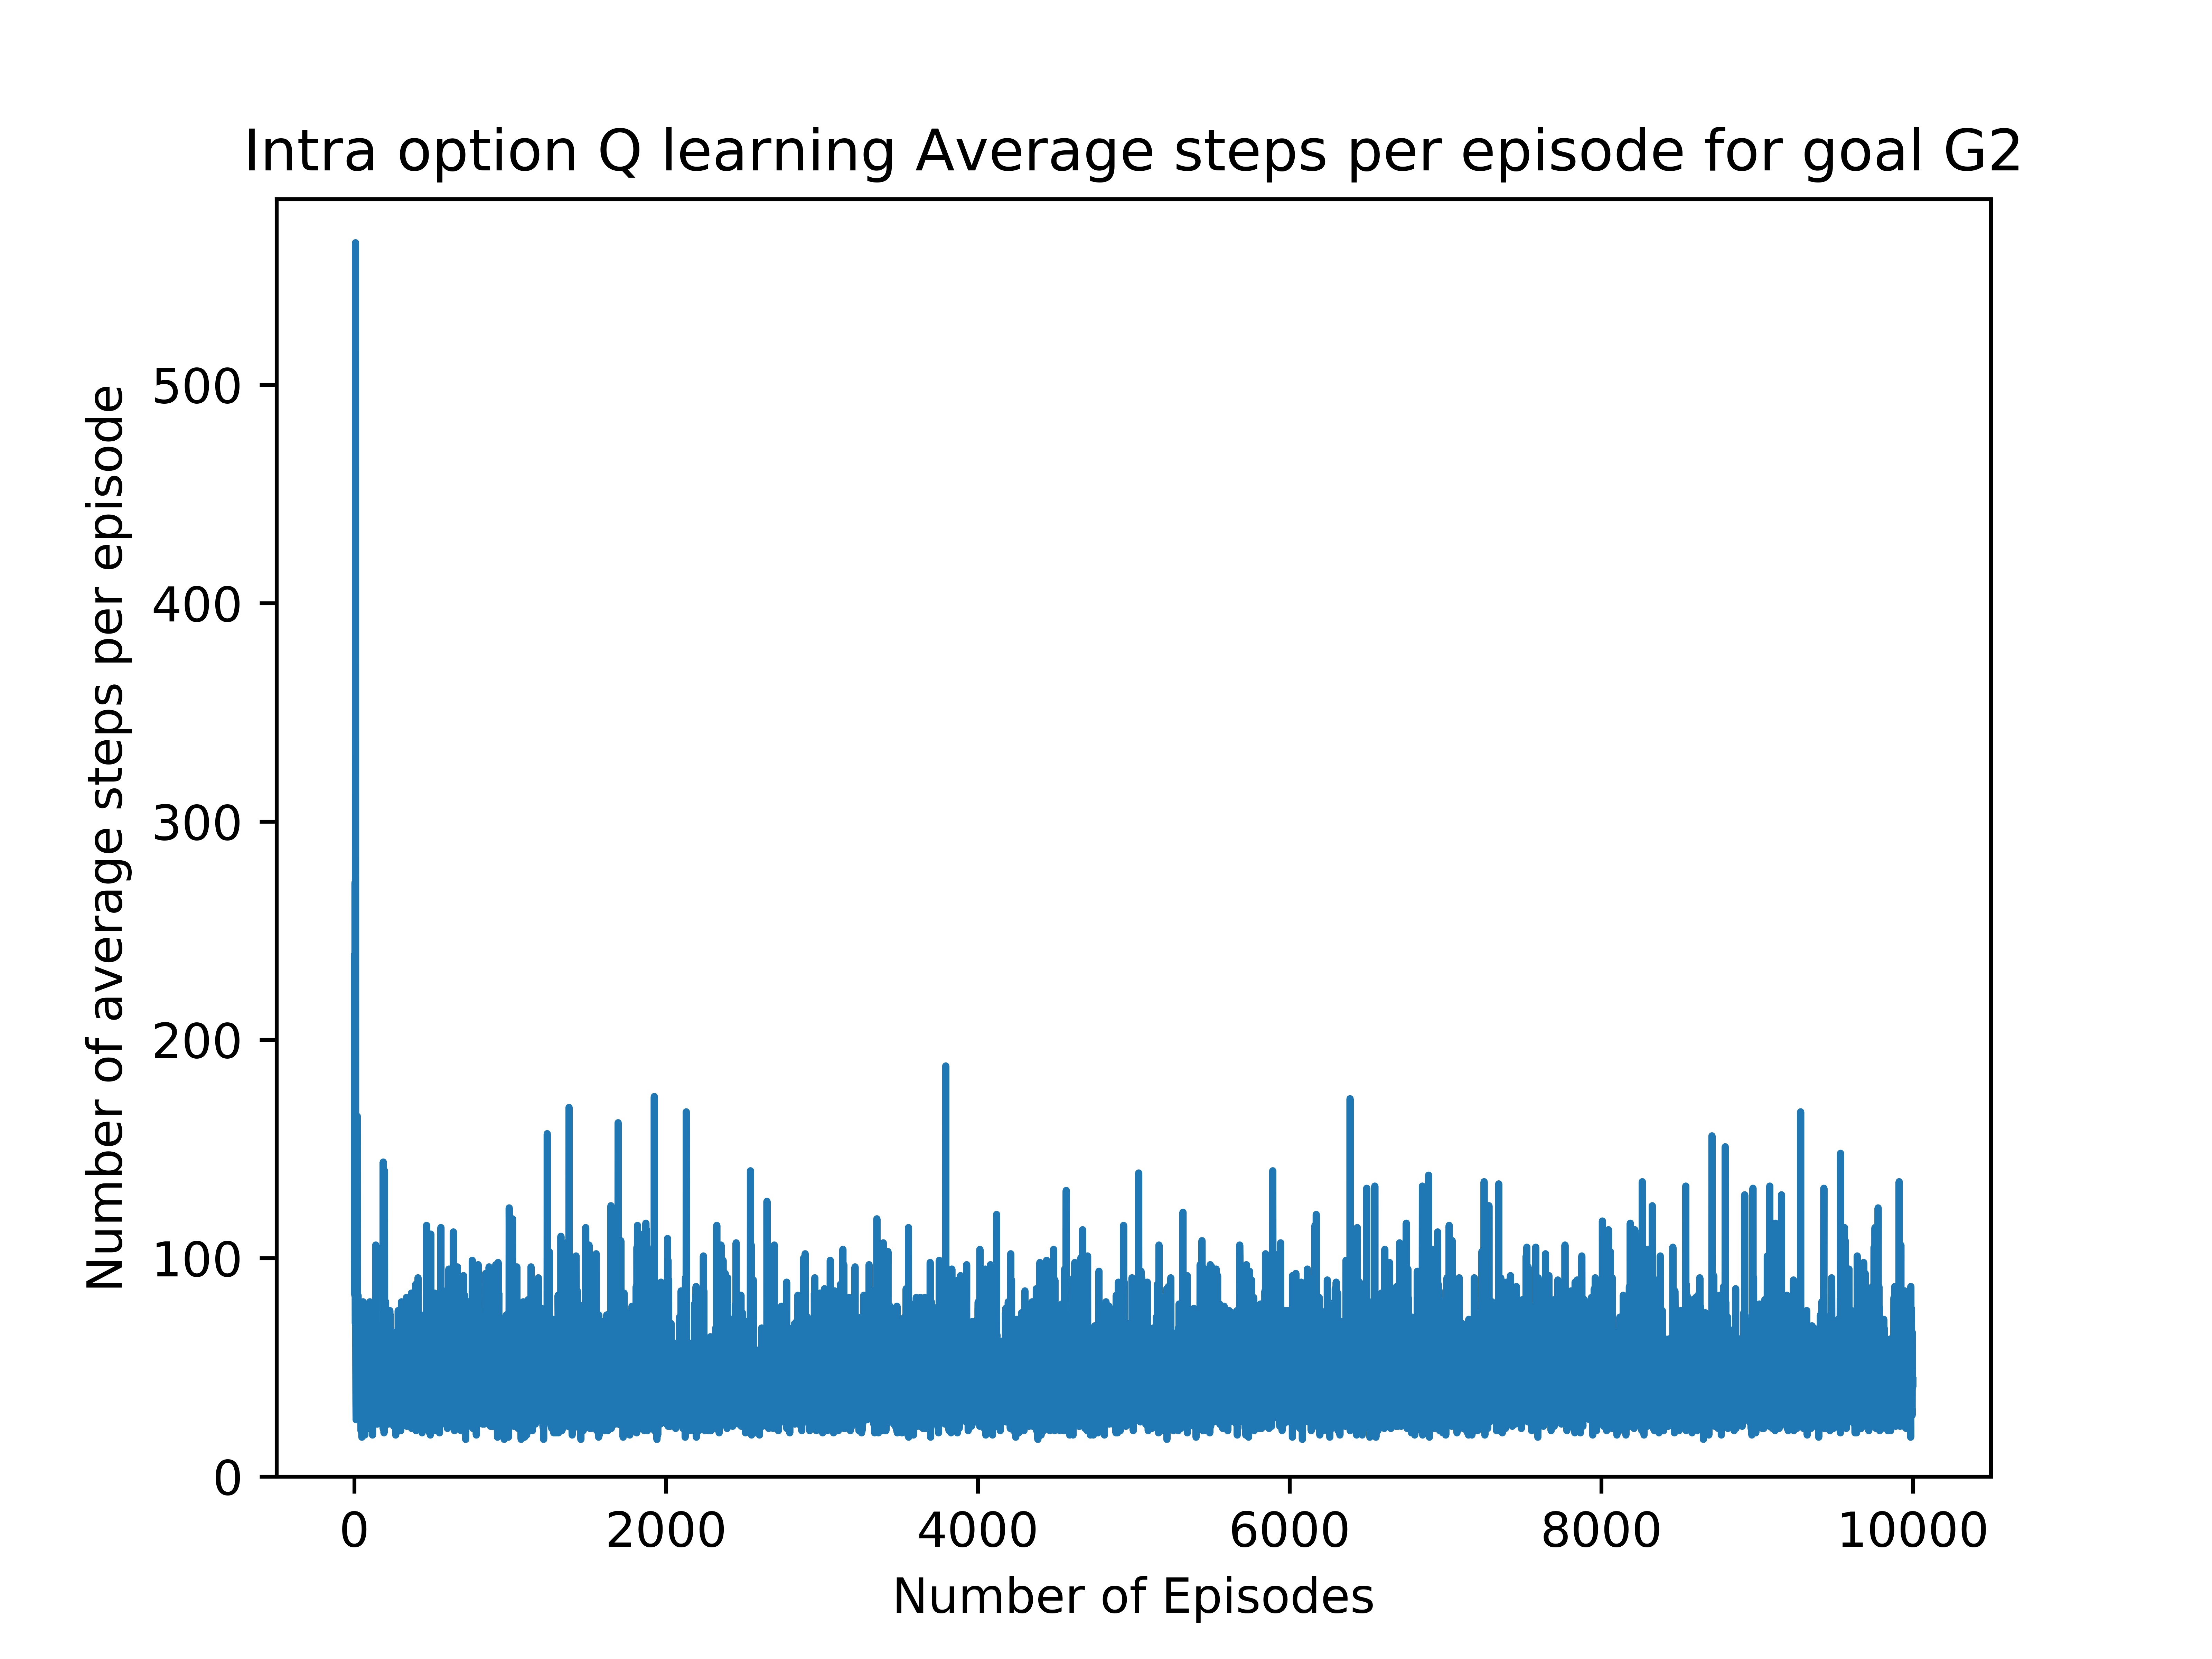 Intra option Q learning Average steps per episode for goal G2
Number of average steps per episode
500
400
300
200
100
0
0 2000 4000 6000 8000 10000
Number of Episodes